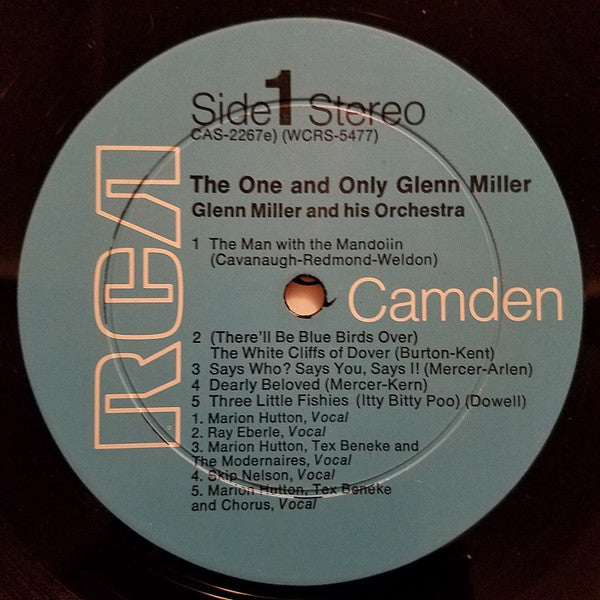 Side 1 Stereo
CAS-2267e) (WCRS-5477)
The One and Only Glenn Miller
Glenn Miller and his Orchestra
1 The Man with the Mandoiin
(Cavanaugh-Redmond-Weldon)
RCA
Camden
2 (There'll Be Blue Birds Over)
The White Cliffs of Dover (Burton-Kent)
3 Says Who? Says You, Says I! (Mercer-Arlen)
4 Dearly Beloved (Mercer-Kern)
5 Three Little Fishies (Itty Bitty Poo) (Dowell)
1. Marion Hutton, Vocal
2. Ray Eberle, Vocal
3. Marion Hutton, Tex Beneke and
The Modernaires, Vocal
4. Skip Nelson, Vocal
5. Marion Hutton, Tex Beneke
and Chorus, Vocal